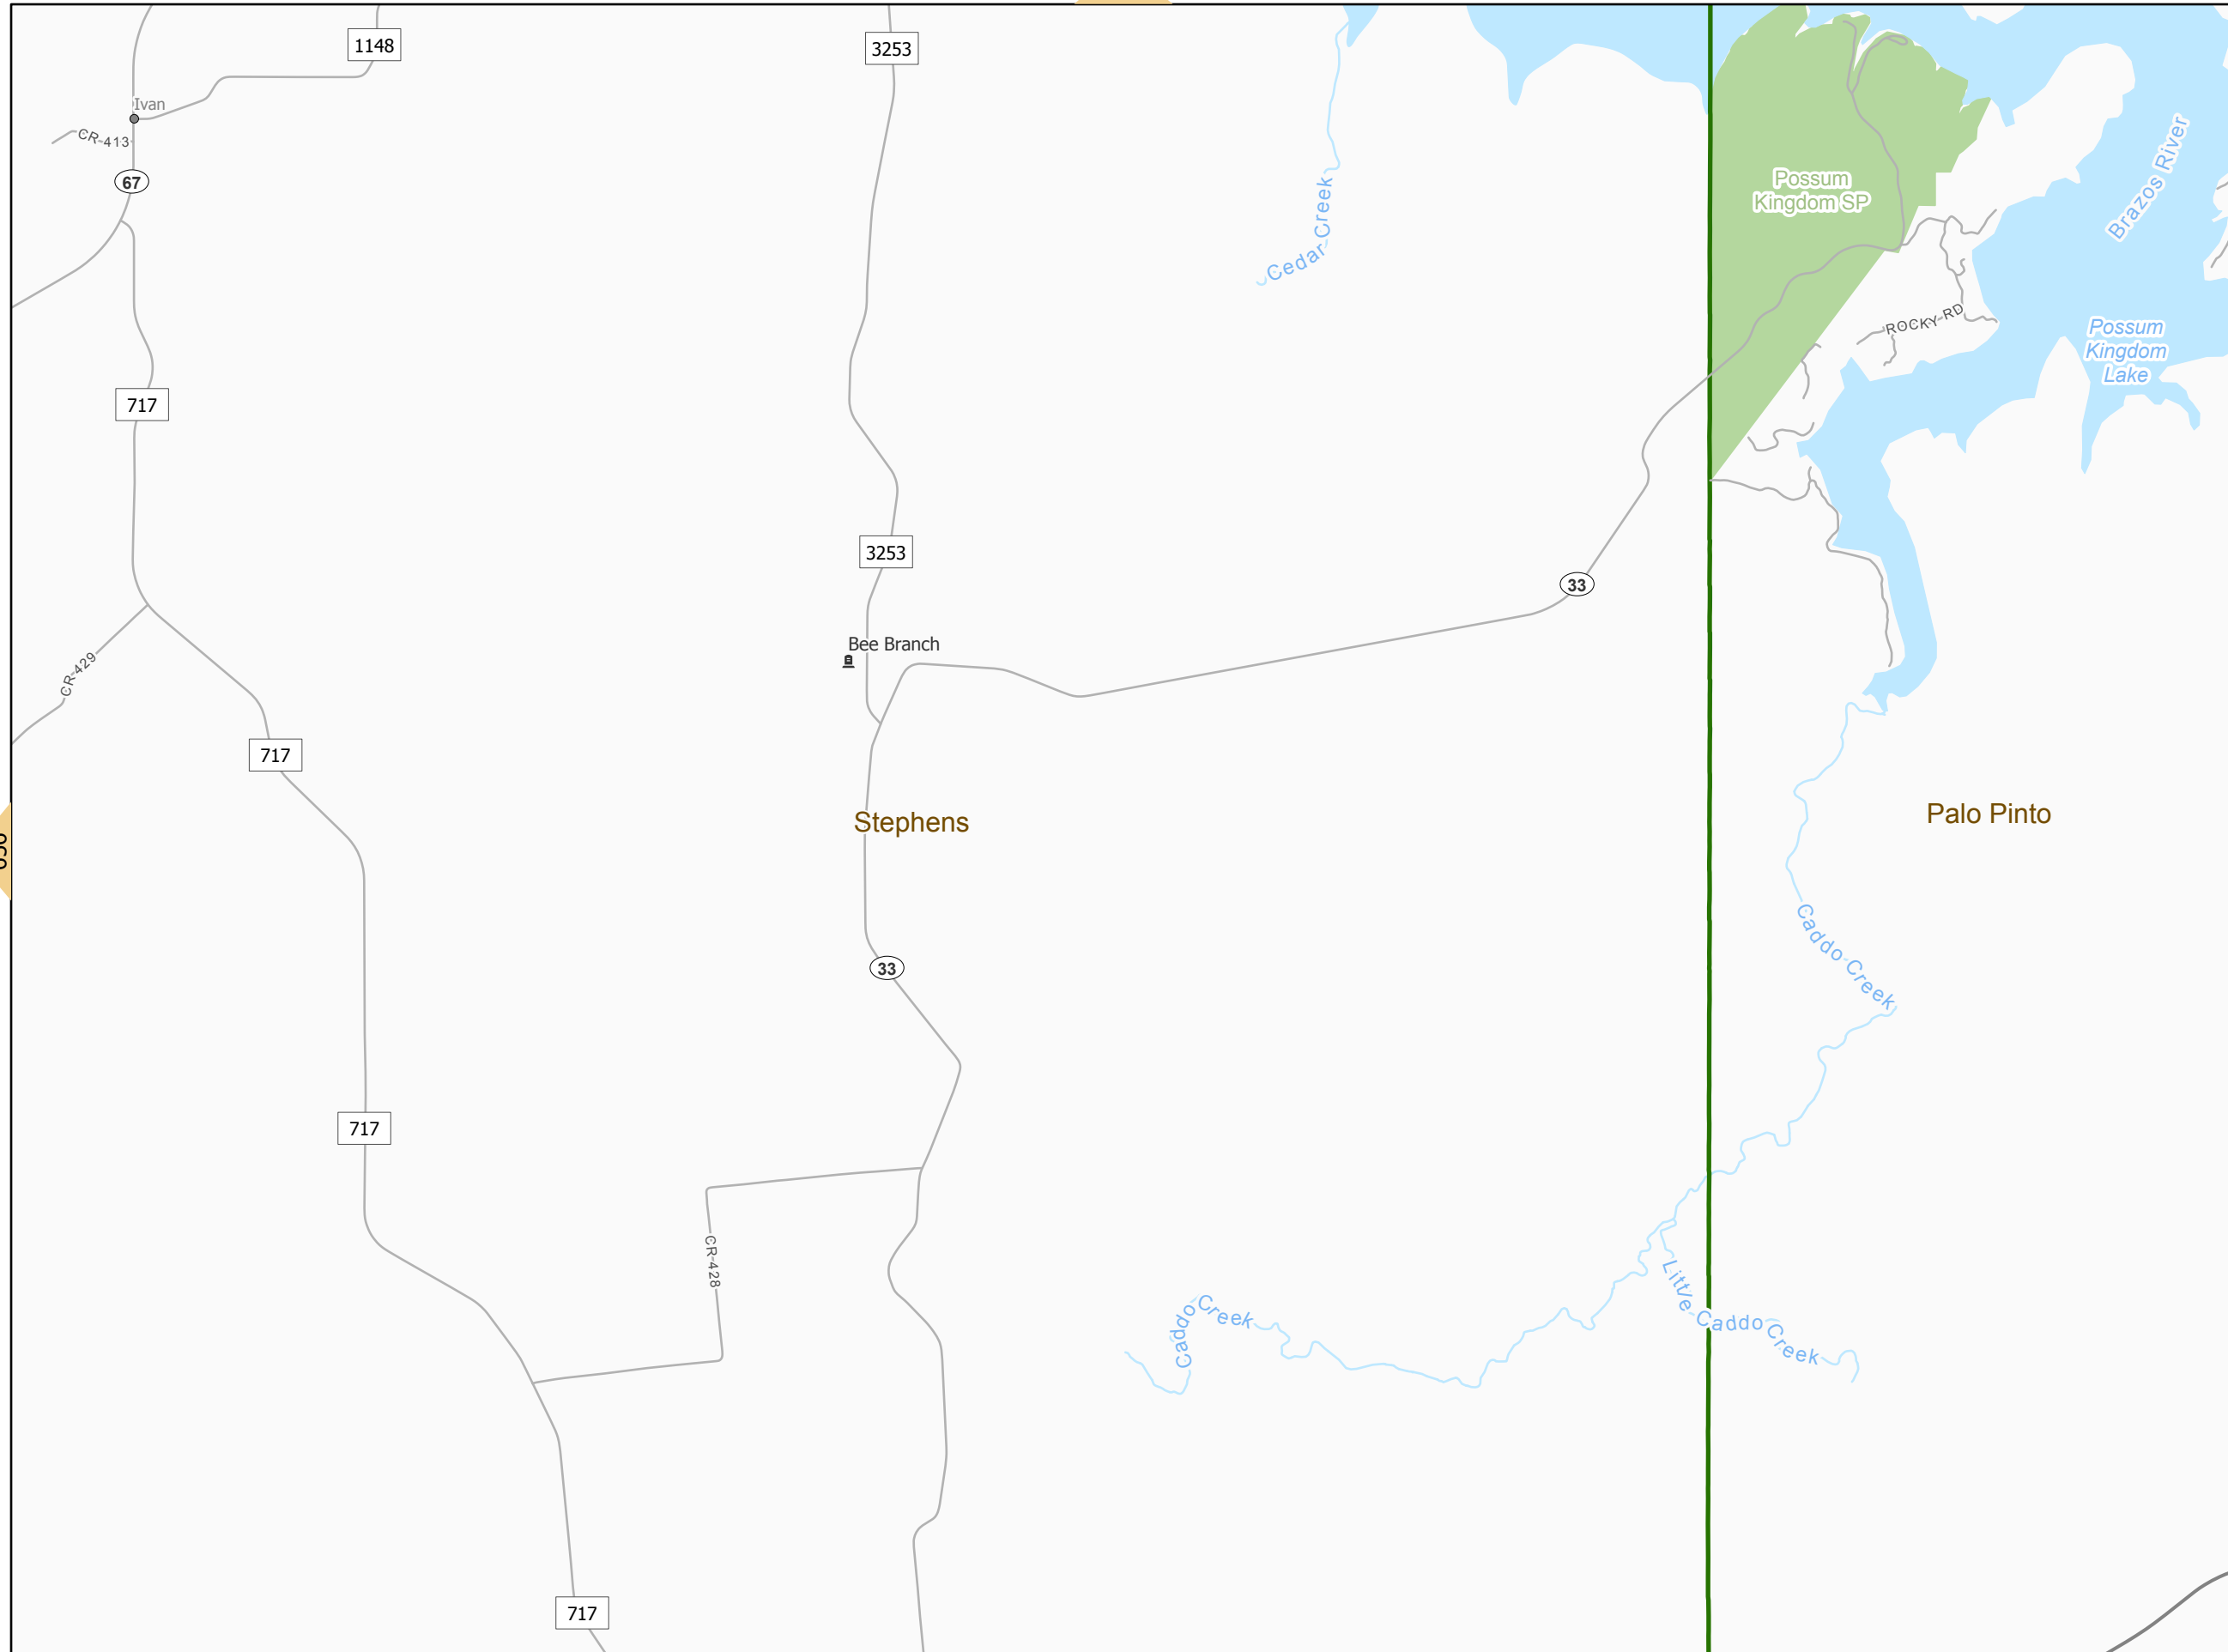 1148
3253
Ivan
CR-413
67
Possum
Kingdom SP
Brazos River
Cedar Creek
ROCKY RD
Possum
Kingdom
Lake
717
3253
33
Bee Branch
CR-429
717
Stephens
Palo Pinto
Caddo Creek
33
717
CR-428
Caddo Creek
Little Caddo Creek
717